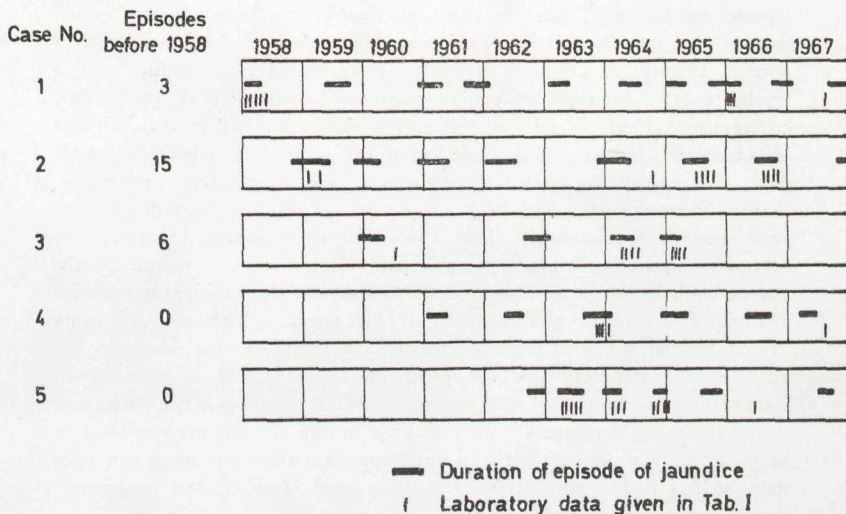 Case No.
Episodes
before 1958
1958 1959 1960 1961 1962 1963 1964 1965 1966 1967
1 3
2 15
3 6
4 0
5 0
Duration of episode of jaundice
Laboratory data given in Tab. I